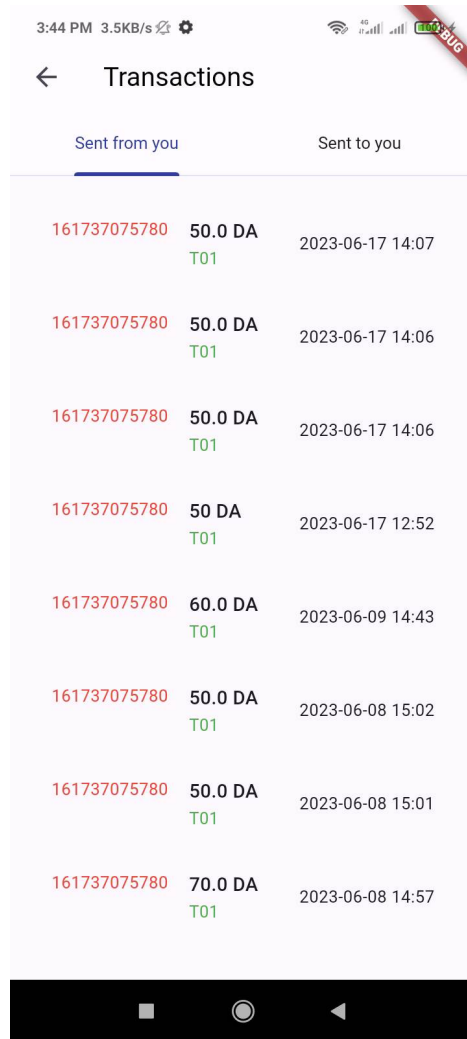 3:44 PM 3.5KB/s
4G 100
Transactions
Sent from you Sent to you
161737075780 50.0 DA
T01 2023-06-17 14:07
161737075780 50.0 DA
T01 2023-06-17 14:06
161737075780 50.0 DA
T01 2023-06-17 14:06
161737075780 50 DA
T01 2023-06-17 12:52
161737075780 60.0 DA
T01 2023-06-09 14:43
161737075780 50.0 DA
T01 2023-06-08 15:02
161737075780 50.0 DA
T01 2023-06-08 15:01
161737075780 70.0 DA
T01 2023-06-08 14:57